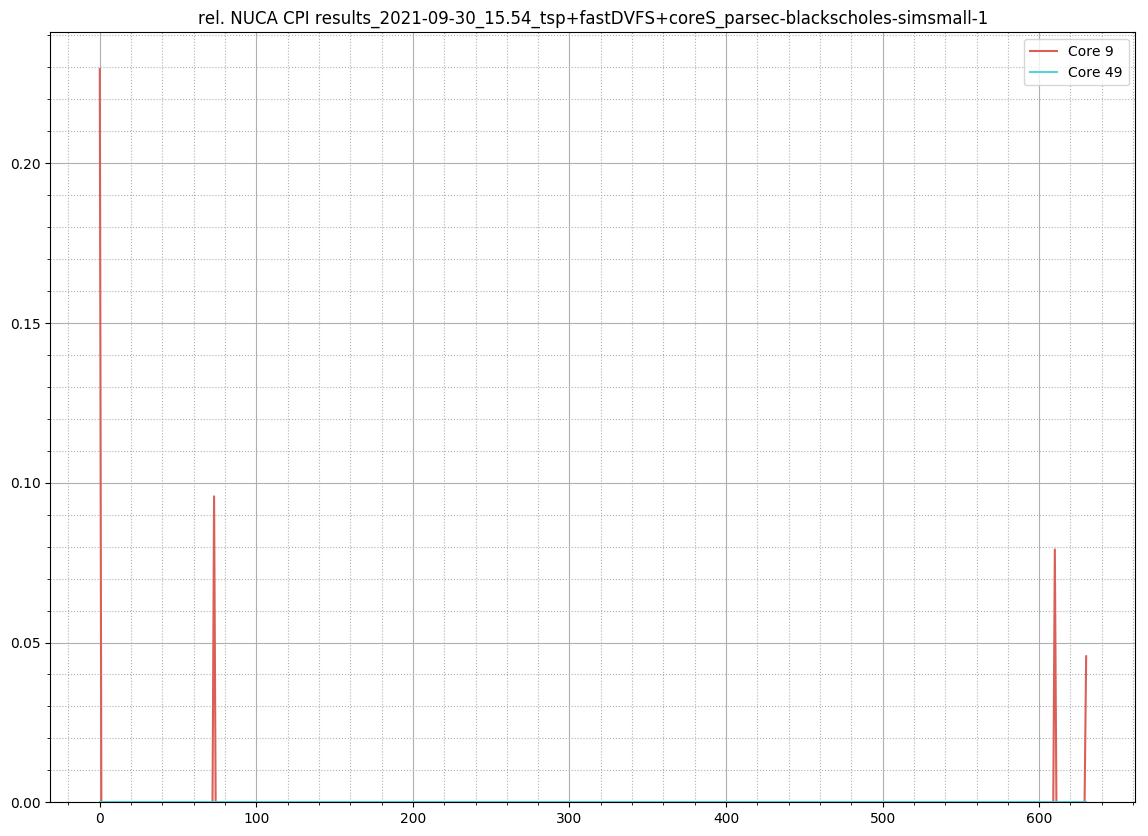 rel. NUCA CPI results_2021-09-30_15.54_tsp+fastDVFS+coreS_parsec-blackscholes-simsmall-1
Core 9
Core 49
0.20
0.15
0.10
0.05
0.00
0 100 200 300 400 500 600